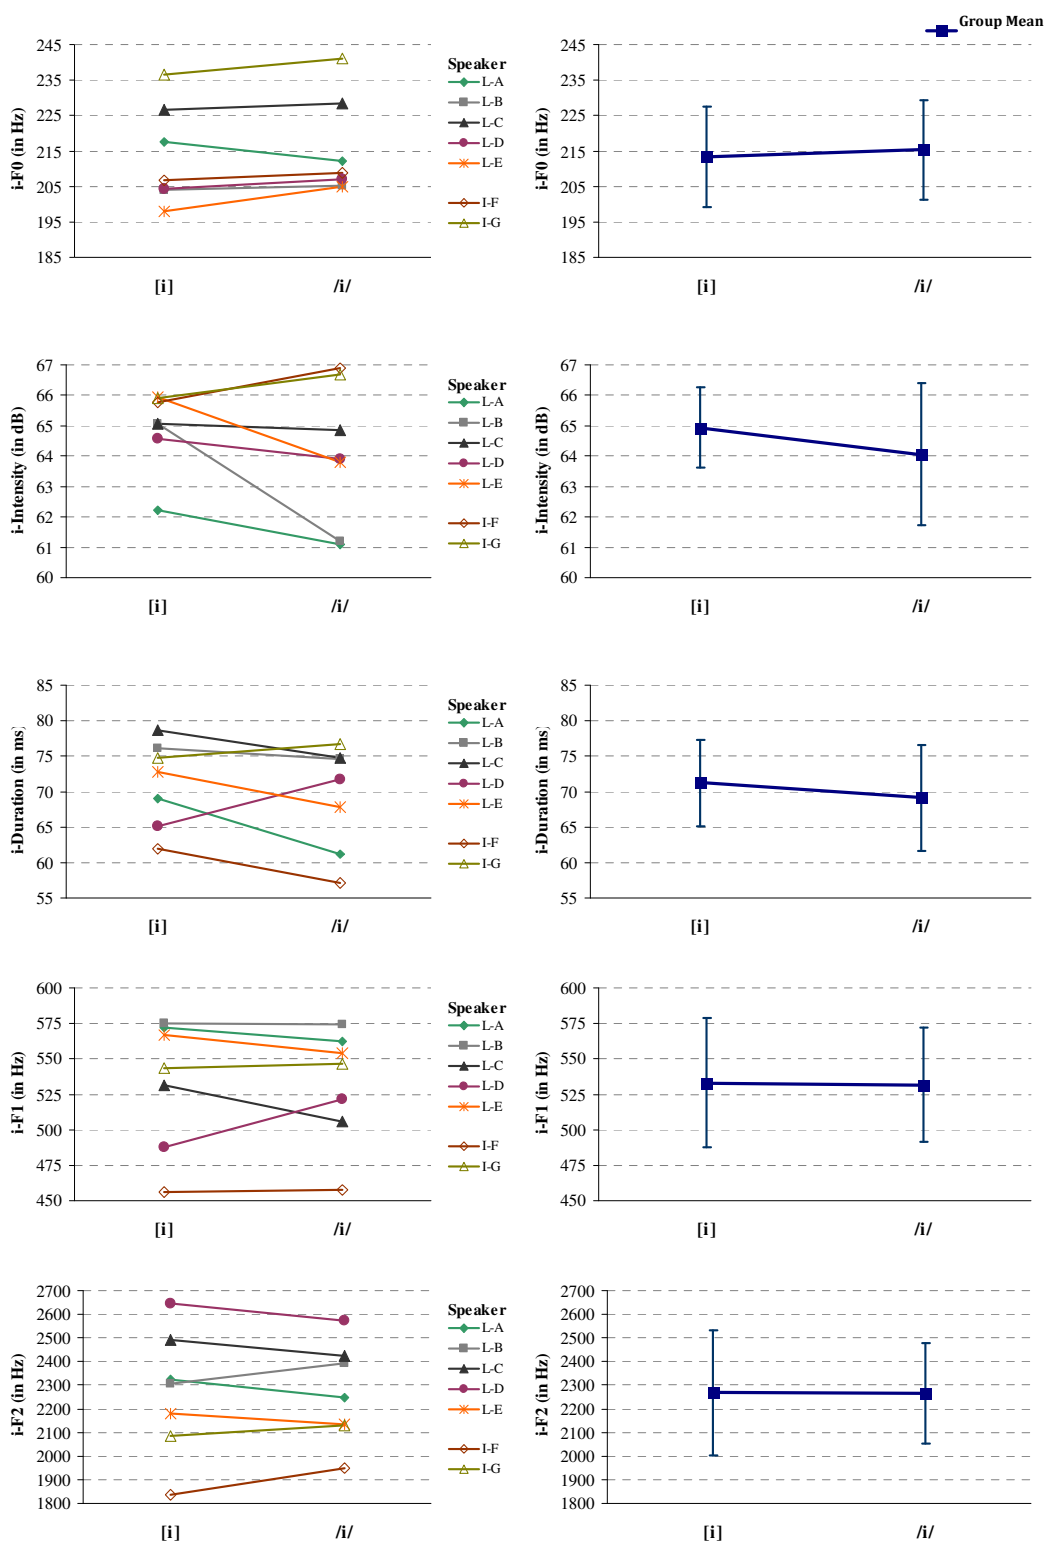 Group Mean
245
235
225
215
205
195
185
i-F0 (in Hz)
[i]
/i/
Speaker
L-A
L-B
L-C
L-D
L-E
I-F
I-G
245
235
225
215
205
195
185
i-F0 (in Hz)
[i]
/i/
67
66
65
64
63
62
61
60
i-Intensity (in dB)
[i]
/i/
Speaker
L-A
L-B
L-C
L-D
L-E
I-F
I-G
67
66
65
64
63
62
61
60
i-Intensity (in dB)
[i]
/i/
85
80
75
70
65
60
55
i-Duration (in ms)
[i]
/i/
Speaker
L-A
L-B
L-C
L-D
L-E
I-F
I-G
85
80
75
70
65
60
55
i-Duration (in ms)
[i]
/i/
600
575
550
525
500
475
450
i-F1 (in Hz)
[i]
/i/
Speaker
L-A
L-B
L-C
L-D
L-E
I-F
I-G
600
575
550
525
500
475
450
i-F1 (in Hz)
[i]
/i/
2700
2600
2500
2400
2300
2200
2100
2000
1900
1800
i-F2 (in Hz)
[i]
/i/
Speaker
L-A
L-B
L-C
L-D
L-E
I-F
I-G
2700
2600
2500
2400
2300
2200
2100
2000
1900
1800
i-F2 (in Hz)
[i]
/i/